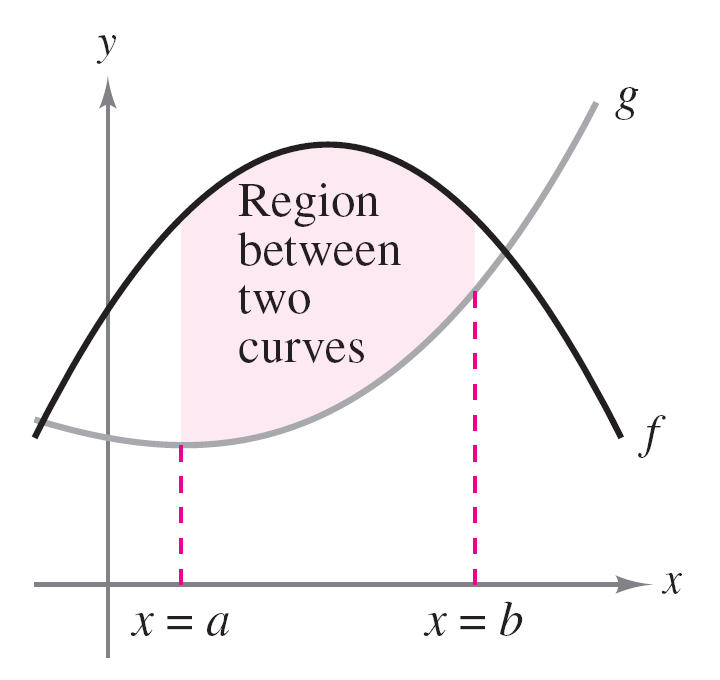 y
g
Region
between
two
curves
f
x
x = a
x = b